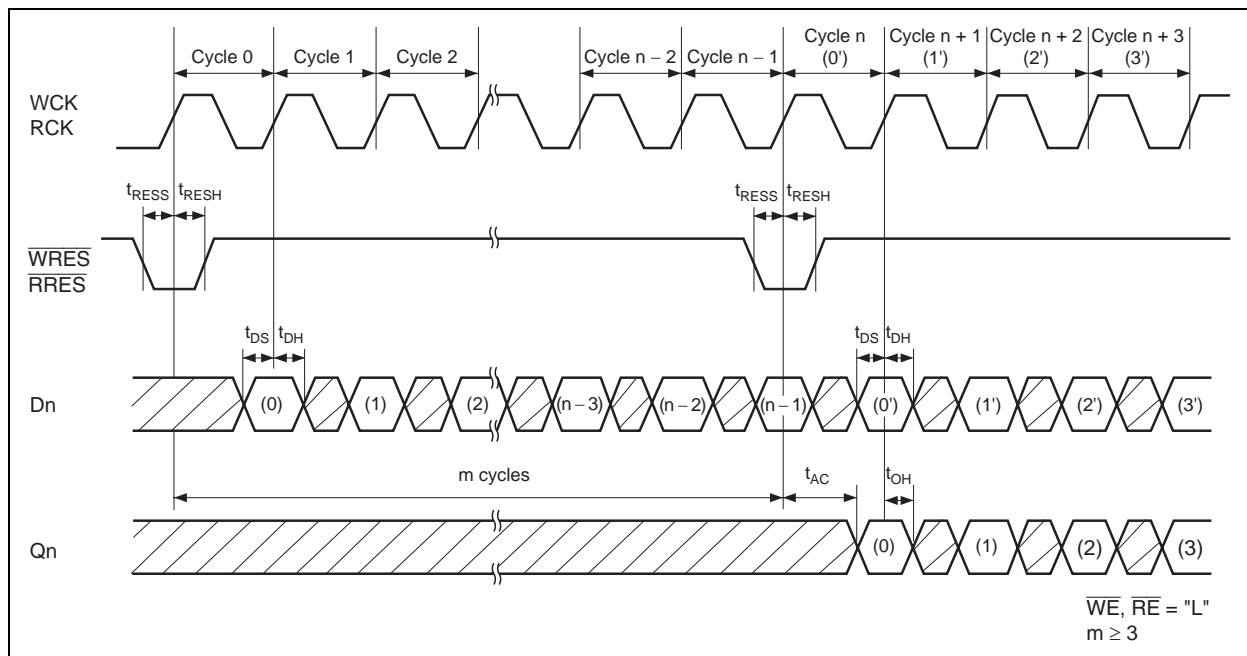 Cycle 0 Cycle 1 Cycle 2 Cycle n – 2 Cycle n – 1 Cycle n (0') Cycle n + 1 (1') Cycle n + 2 (2') Cycle n + 3 (3')
WCK
RCK
tRESS tRESH tRESS tRESH
WRES
RRES
tDS tDH tDS tDH
Dn (0) (1) (2) (n – 3) (n – 2) (n – 1) (0') (1') (2') (3')
m cycles tAC tOH
Qn (0) (1) (2) (3)
WE, RE = "L"
m ≥ 3